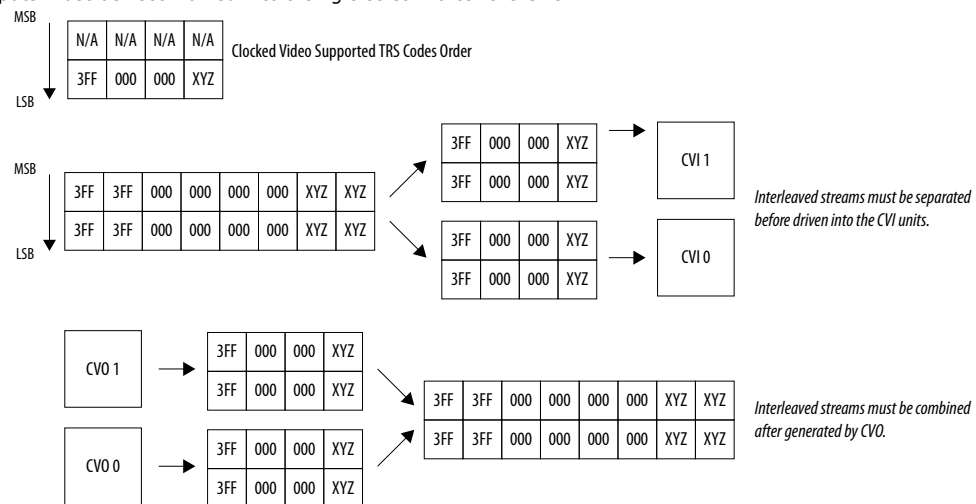 MSB
N/A N/A N/A N/A
Clocked Video Supported TRS Codes Order
3FF 000 000 XYZ
LSB
3FF 000 000 XYZ
3FF 000 000 XYZ
CVI 1
MSB
3FF 3FF 000 000 000 000 XYZ XYZ
3FF 3FF 000 000 000 000 XYZ XYZ
LSB
Interleaved streams must be separated
before driven into the CVI units.
3FF 000 000 XYZ
3FF 000 000 XYZ
CVI 0
CVO 1
3FF 000 000 XYZ
3FF 000 000 XYZ
3FF 3FF 000 000 000 000 XYZ XYZ
3FF 3FF 000 000 000 000 XYZ XYZ
Interleaved streams must be combined
after generated by CVO.
CVO 0
3FF 000 000 XYZ
3FF 000 000 XYZ